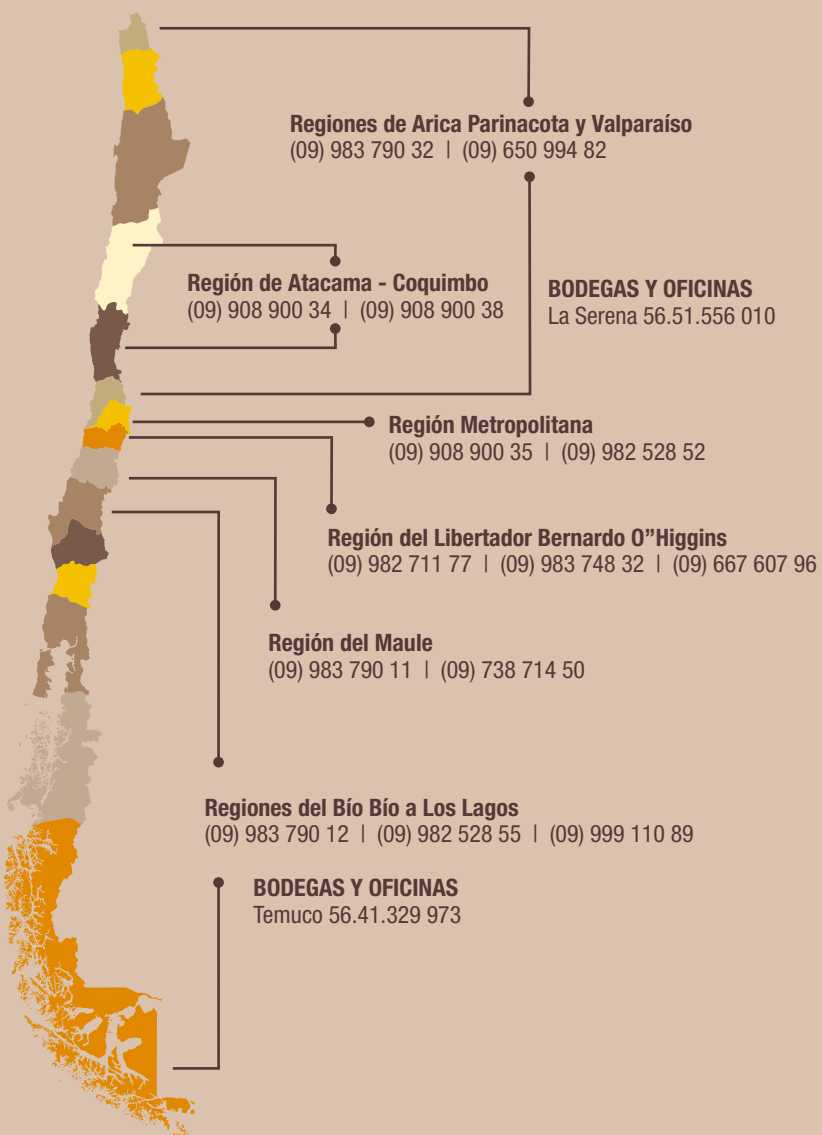 Regiones de Arica Parinacota y Valparaíso
(09) 983 790 32 | (09) 650 994 82
Región de Atacama - Coquimbo
(09) 908 900 34 | (09) 908 900 38
BODEGAS Y OFICINAS
La Serena 56.51.556 010
Región Metropolitana
(09) 908 900 35 | (09) 982 528 52
Región del Libertador Bernardo O”Higgins
(09) 982 711 77 | (09) 983 748 32 | (09) 667 607 96
Región del Maule
(09) 983 790 11 | (09) 738 714 50
Regiones del Bío Bío a Los Lagos
(09) 983 790 12 | (09) 982 528 55 | (09) 999 110 89
BODEGAS Y OFICINAS
Temuco 56.41.329 973